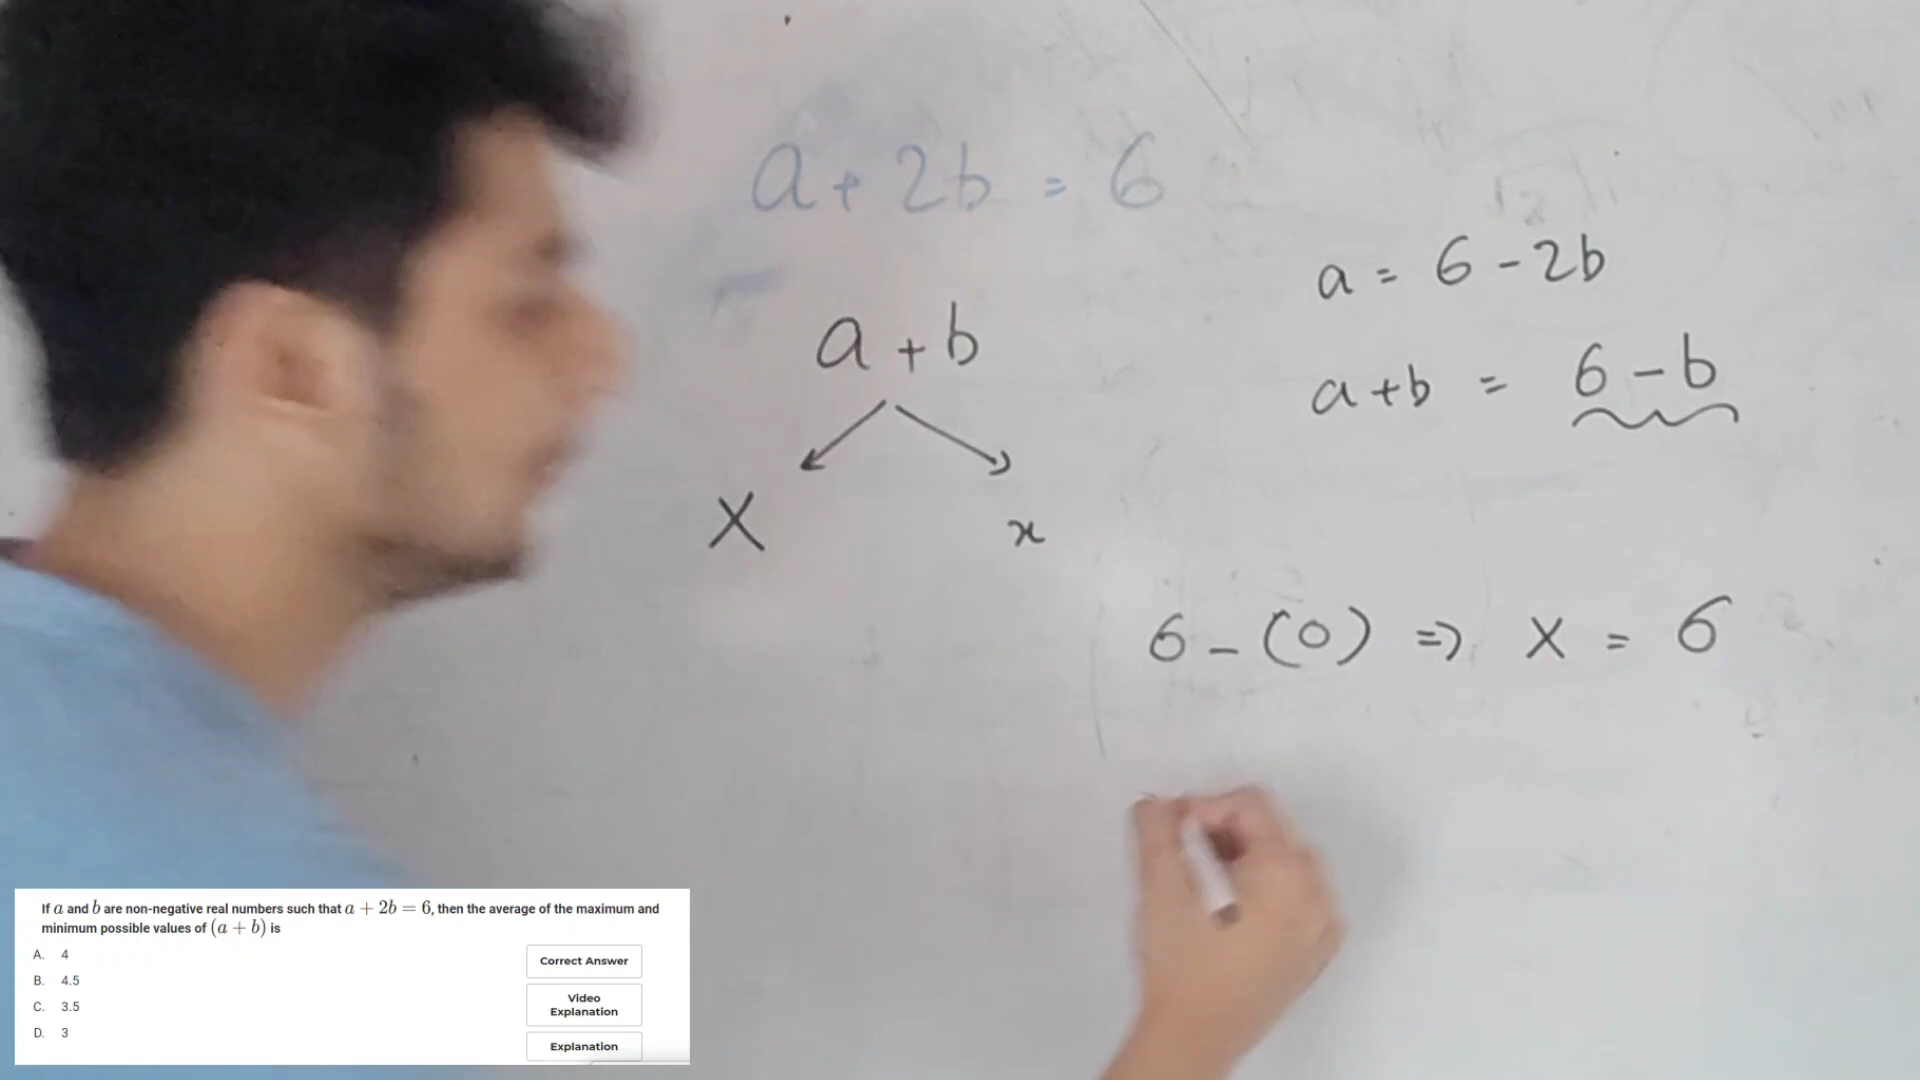 a + 2b = 6
a = 6 - 2b
a + b
a + b = 6 - b
X
x
6 - (0) => X = 6
If a and b are non-negative real numbers such that a + 2b = 6, then the average of the maximum and
minimum possible values of (a + b) is
A. 4
B. 4.5
C. 3.5
D. 3
Correct Answer
Video
Explanation
Explanation